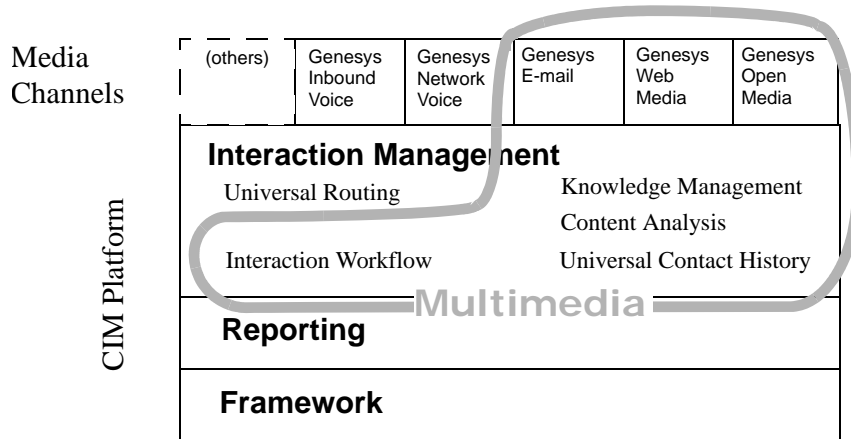 Media
Channels
(others)
Genesys
Inbound
Voice
Genesys
Network
Voice
Genesys
E-mail
Genesys
Web
Media
Genesys
Open
Media
CIM Platform
Interaction Management
Universal Routing
Knowledge Management
Content Analysis
Interaction Workflow
Universal Contact History
Multimedia
Reporting
Framework